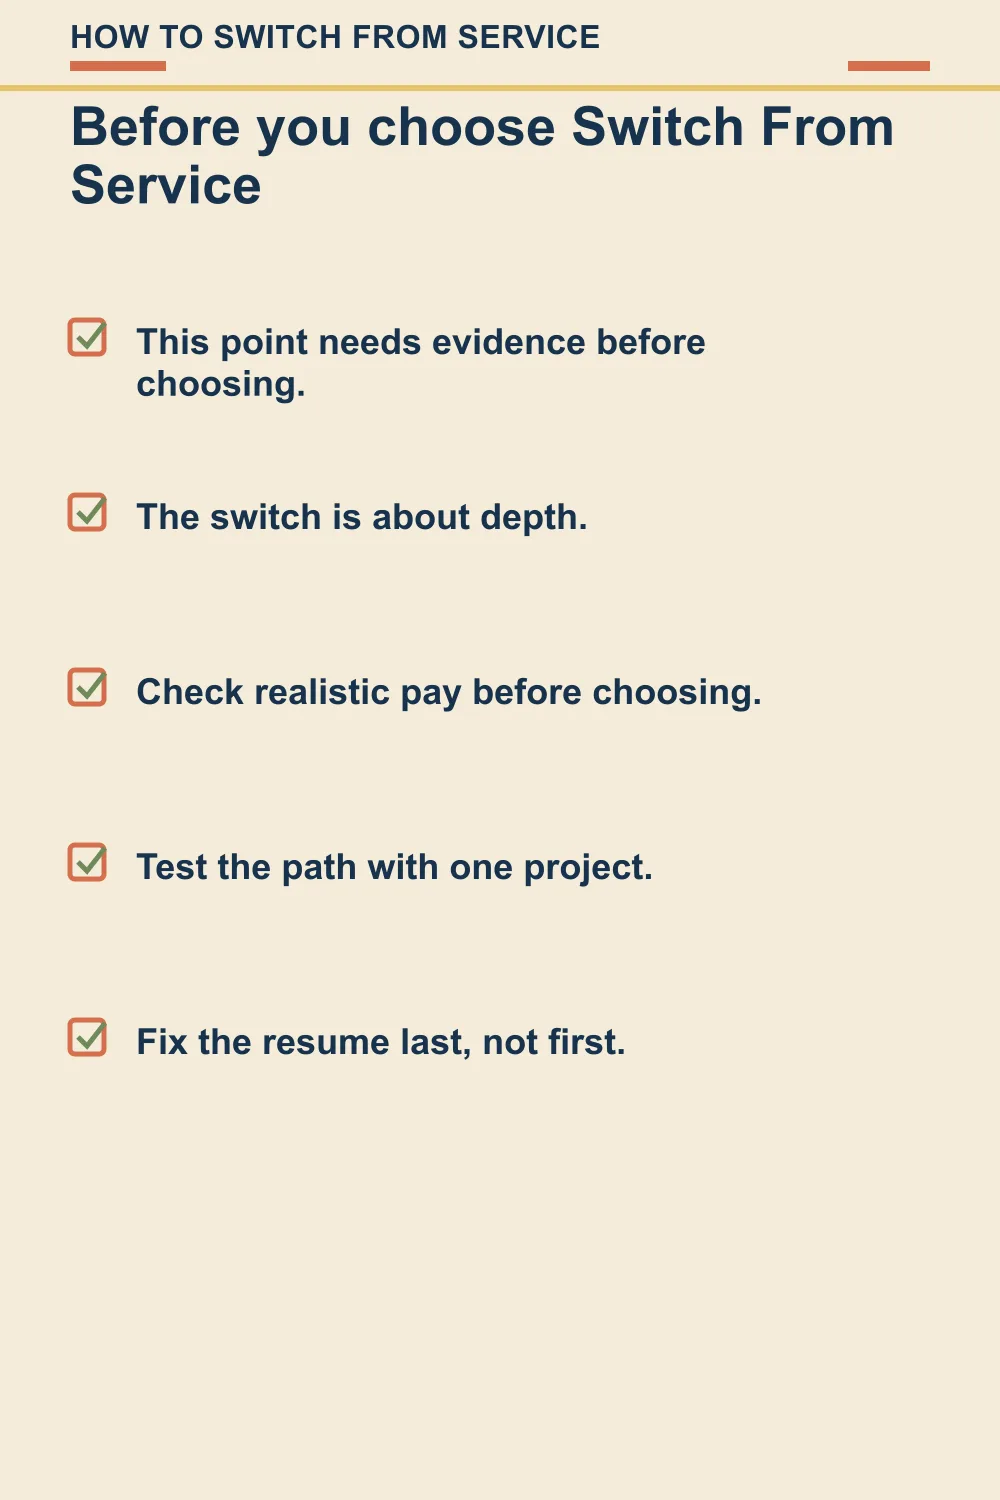 HOW TO SWITCH FROM SERVICE
Before you choose Switch From
Service
This point needs evidence before
choosing.
The switch is about depth.
Check realistic pay before choosing.
Test the path with one project.
Fix the resume last, not first.